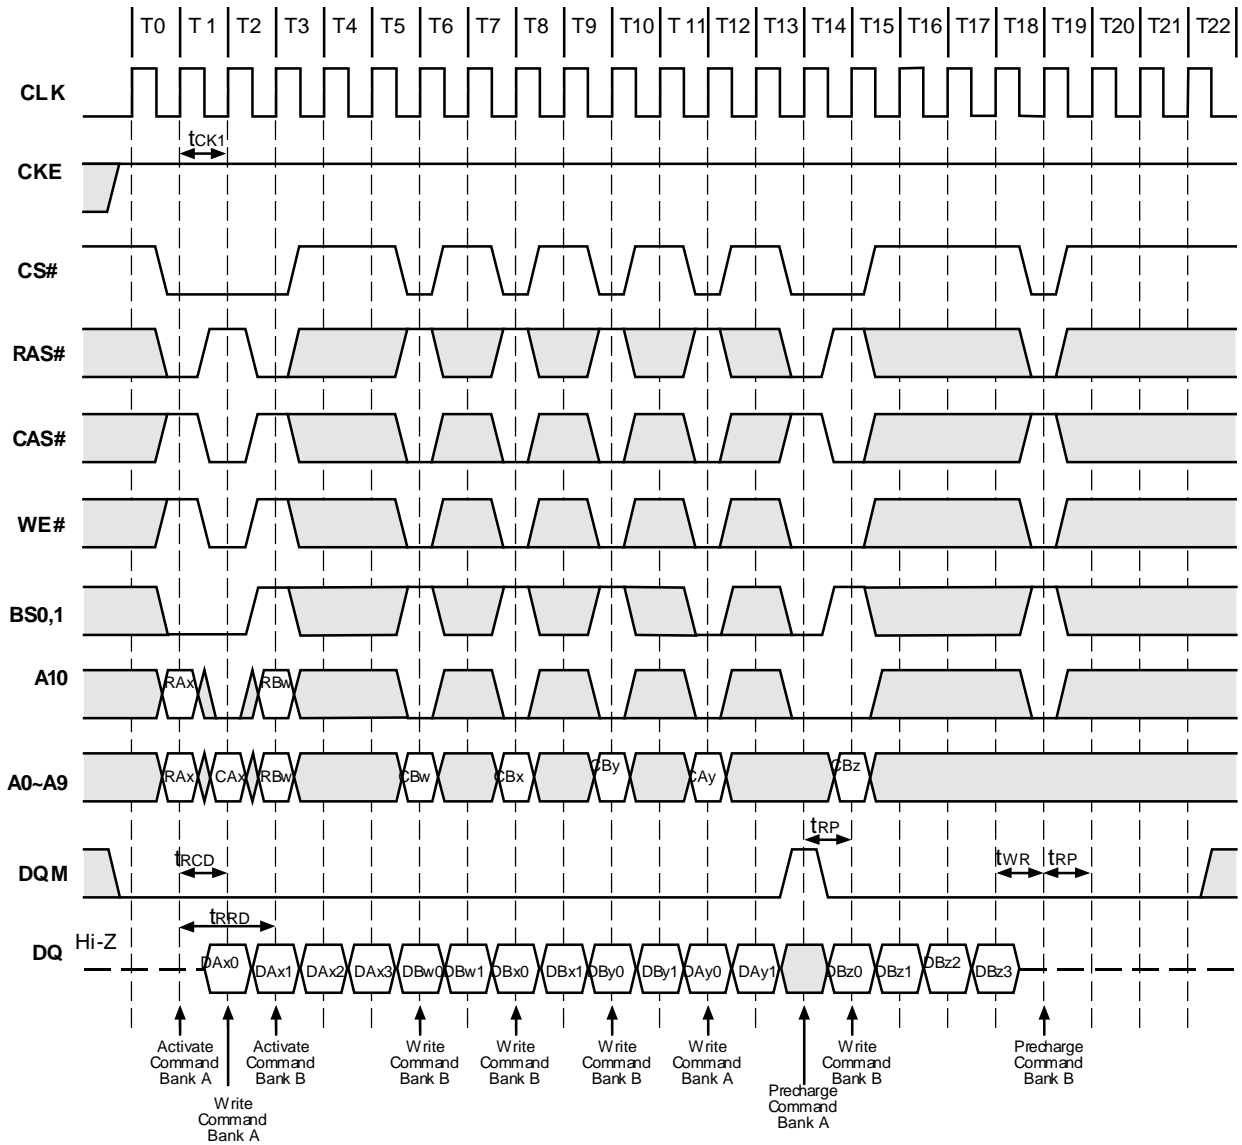 T0 T 1 T2 T3 T4 T5 T6 T7 T8 T9 T10 T 11 T12 T13 T14 T15 T16 T17 T18 T19 T20 T21 T22
CLK
tCK1
CKE
CS#
RAS#
CAS#
WE#
BS0,1
A10
RAx RBw
A0~A9
RAx CAx RBw CBw CBx CBy CAy CBz
tRP
DQM
tRCD tWR tRP
tRRD
DQ Hi-Z
DAx0 DAx1 DAx2 DAx3 DBw0 DBw1 DBx0 DBx1 DBy0 DBy1 DAy0 DAy1 DBz0 DBz1 DBz2 DBz3
Activate
Command
Bank A
Write
Command
Bank A
Activate
Command
Bank B
Write
Command
Bank B
Write
Command
Bank B
Write
Command
Bank B
Write
Command
Bank A
Precharge
Command
Bank A
Write
Command
Bank B
Precharge
Command
Bank B